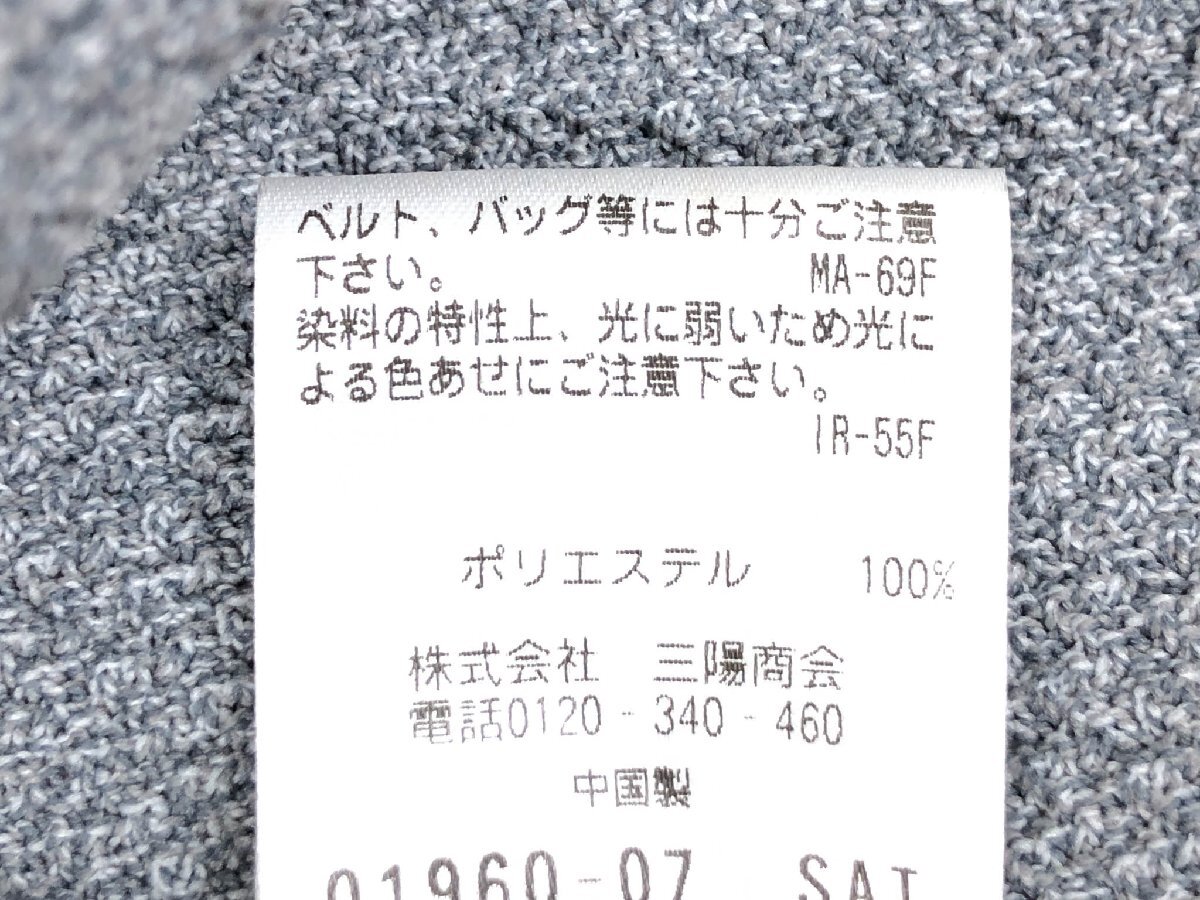 ベルト、バッグ等には十分ご注意
下さい。 MA-69F
染料の特性上、光に弱いため光に
よる色あせにご注意下さい。
IR-55F
ポリエステル 100%
株式会社 三陽商会
電話0120-340-460
中国製
01960-07 SAT